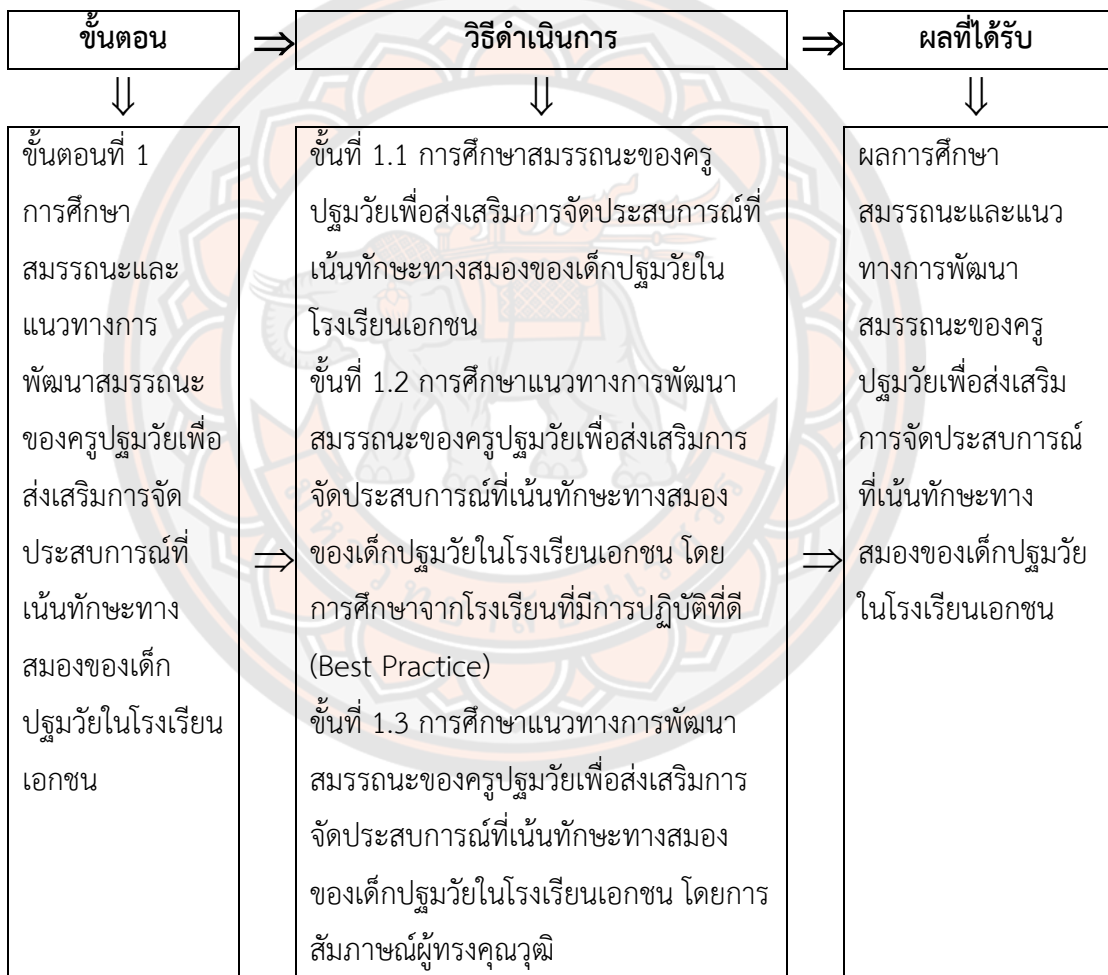 ขั้นตอน
วิธีดำเนินการ
ผลที่ได้รับ
ขั้นตอนที่ 1
การศึกษา
สมรรถนะและ
แนวทางการ
พัฒนาสมรรถนะ
ของครูปฐมวัยเพื่อ
ส่งเสริมการจัด
ประสบการณ์ที่
เน้นทักษะทาง
สมองของเด็ก
ปฐมวัยในโรงเรียน
เอกชน
ขั้นที่ 1.1 การศึกษาสมรรถนะของครู
ปฐมวัยเพื่อส่งเสริมการจัดประสบการณ์ที่
เน้นทักษะทางสมองของเด็กปฐมวัยใน
โรงเรียนเอกชน
ขั้นที่ 1.2 การศึกษาแนวทางการพัฒนา
สมรรถนะของครูปฐมวัยเพื่อส่งเสริมการ
จัดประสบการณ์ที่เน้นทักษะทางสมอง
ของเด็กปฐมวัยในโรงเรียนเอกชน โดย
การศึกษาจากโรงเรียนที่มีการปฏิบัติที่ดี
(Best Practice)
ขั้นที่ 1.3 การศึกษาแนวทางการพัฒนา
สมรรถนะของครูปฐมวัยเพื่อส่งเสริมการ
จัดประสบการณ์ที่เน้นทักษะทางสมอง
ของเด็กปฐมวัยในโรงเรียนเอกชน โดยการ
สัมภาษณ์ผู้ทรงคุณวุฒิ
ผลการศึกษา
สมรรถนะและแนว
ทางการพัฒนา
สมรรถนะของครู
ปฐมวัยเพื่อส่งเสริม
การจัดประสบการณ์
ที่เน้นทักษะทาง
สมองของเด็กปฐมวัย
ในโรงเรียนเอกชน
มหาวิทยาลัยนเรศวร